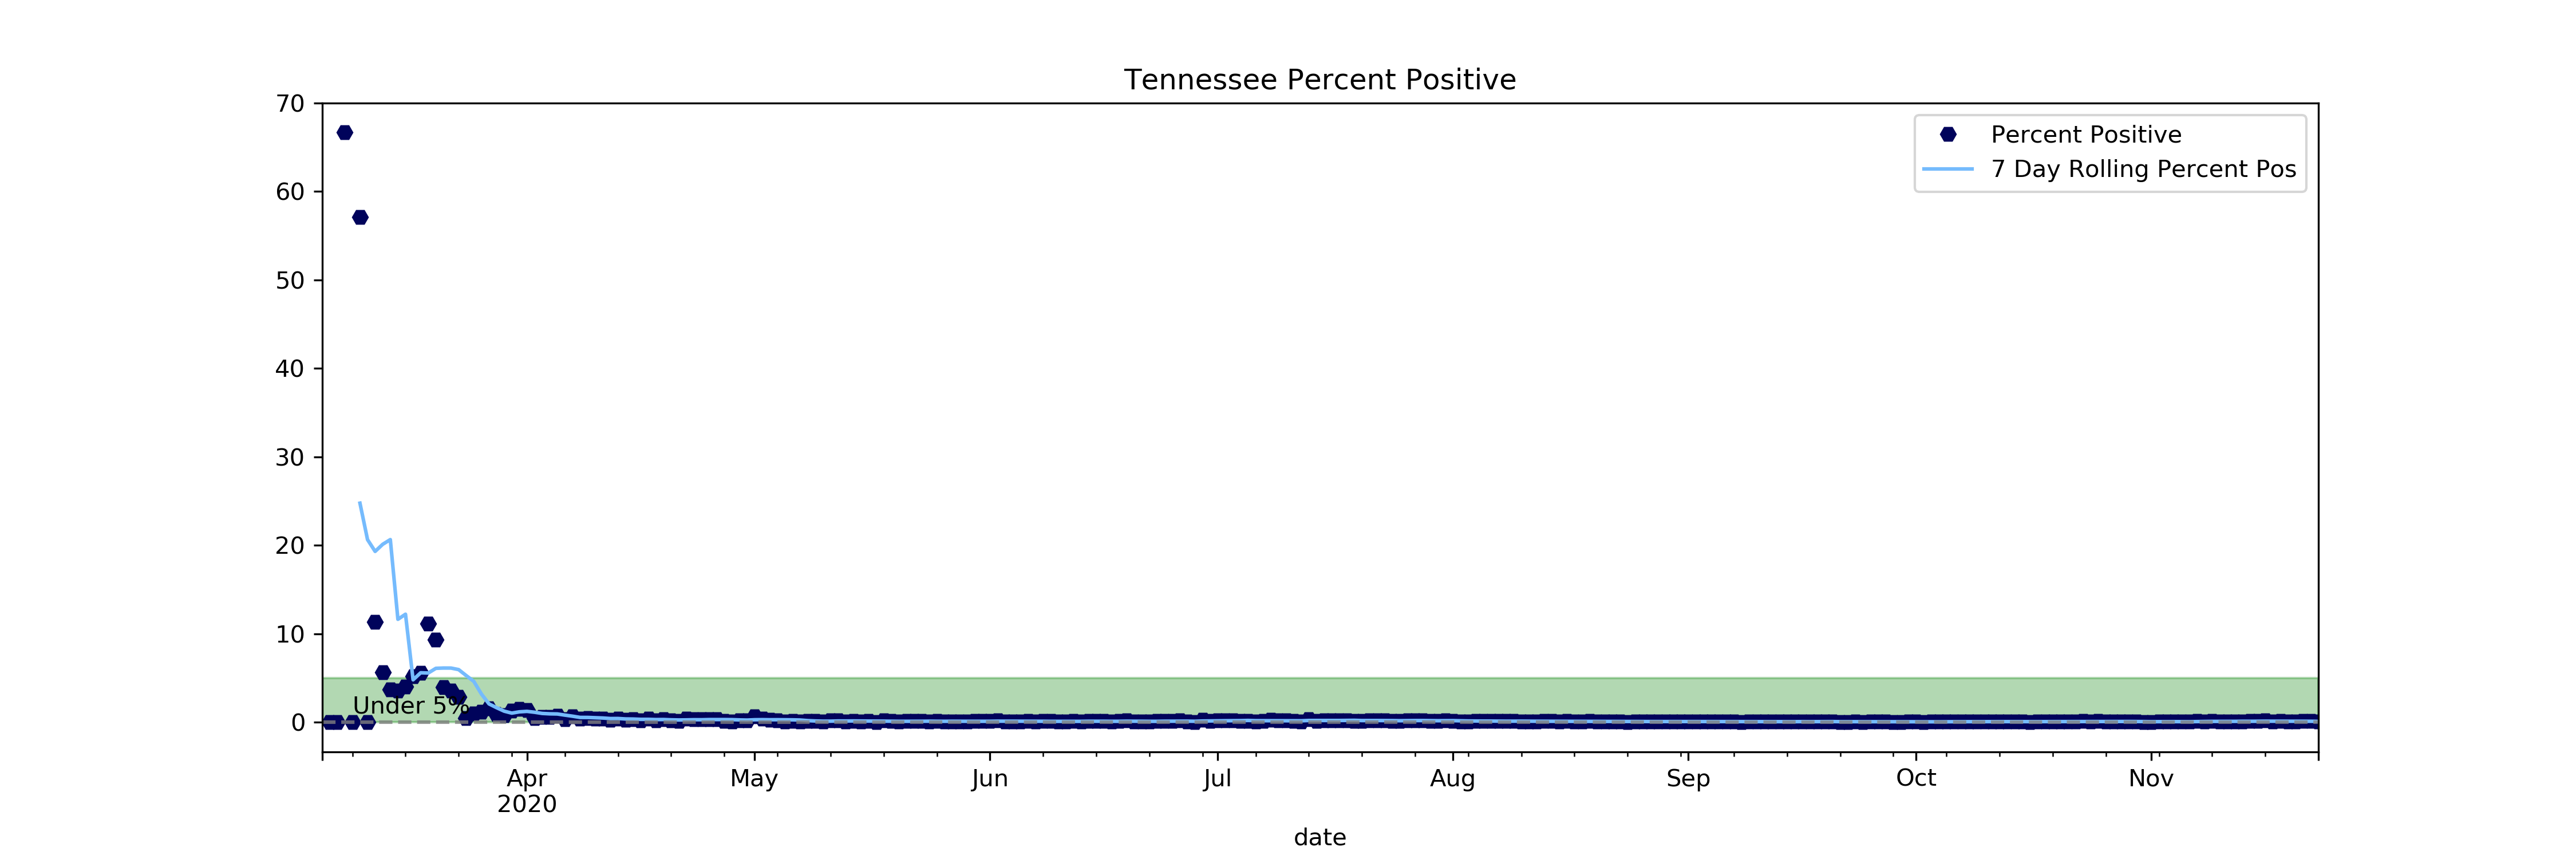 Tennessee Percent Positive
70
60
50
40
30
20
10
0
Percent Positive
7 Day Rolling Percent Pos
Under 5%
Apr
2020
May
Jun
Jul
Aug
Sep
Oct
Nov
date